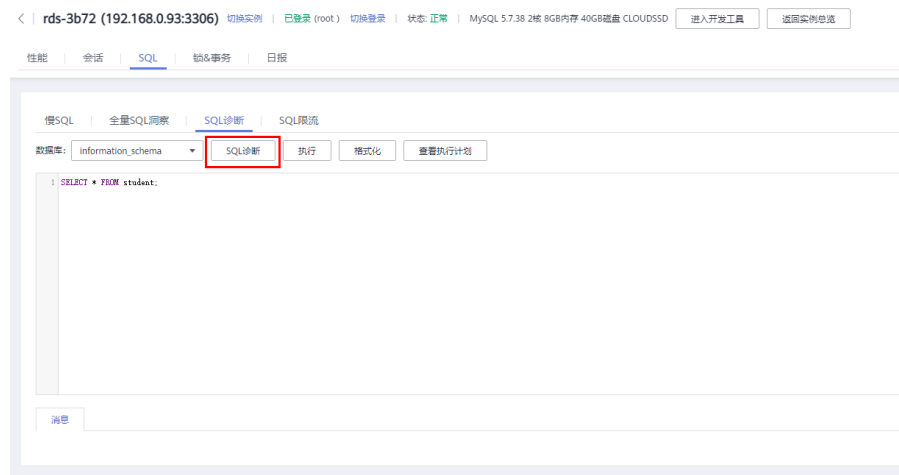 rds-3b72 (192.168.0.93:3306) 切换实例 已登录 (root ) 切换登录 状态: 正常 MySQL 5.7.38 2核 8GB内存 40GB磁盘 CLOUDSSD 进入开发工具 返回实例总览
性能 会话 SQL 锁&事务 日报
慢SQL 全量SQL洞察 SQL诊断 SQL限流
数据库: information_schema SQL诊断 执行 格式化 查看执行计划
1 SELECT * FROM student;
消息